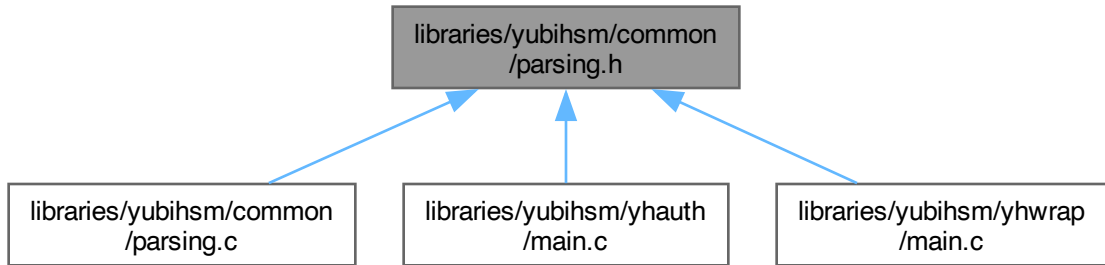 libraries/yubihsm/common
/parsing.h
libraries/yubihsm/common
/parsing.c
libraries/yubihsm/yhauth
/main.c
libraries/yubihsm/yhwrap
/main.c